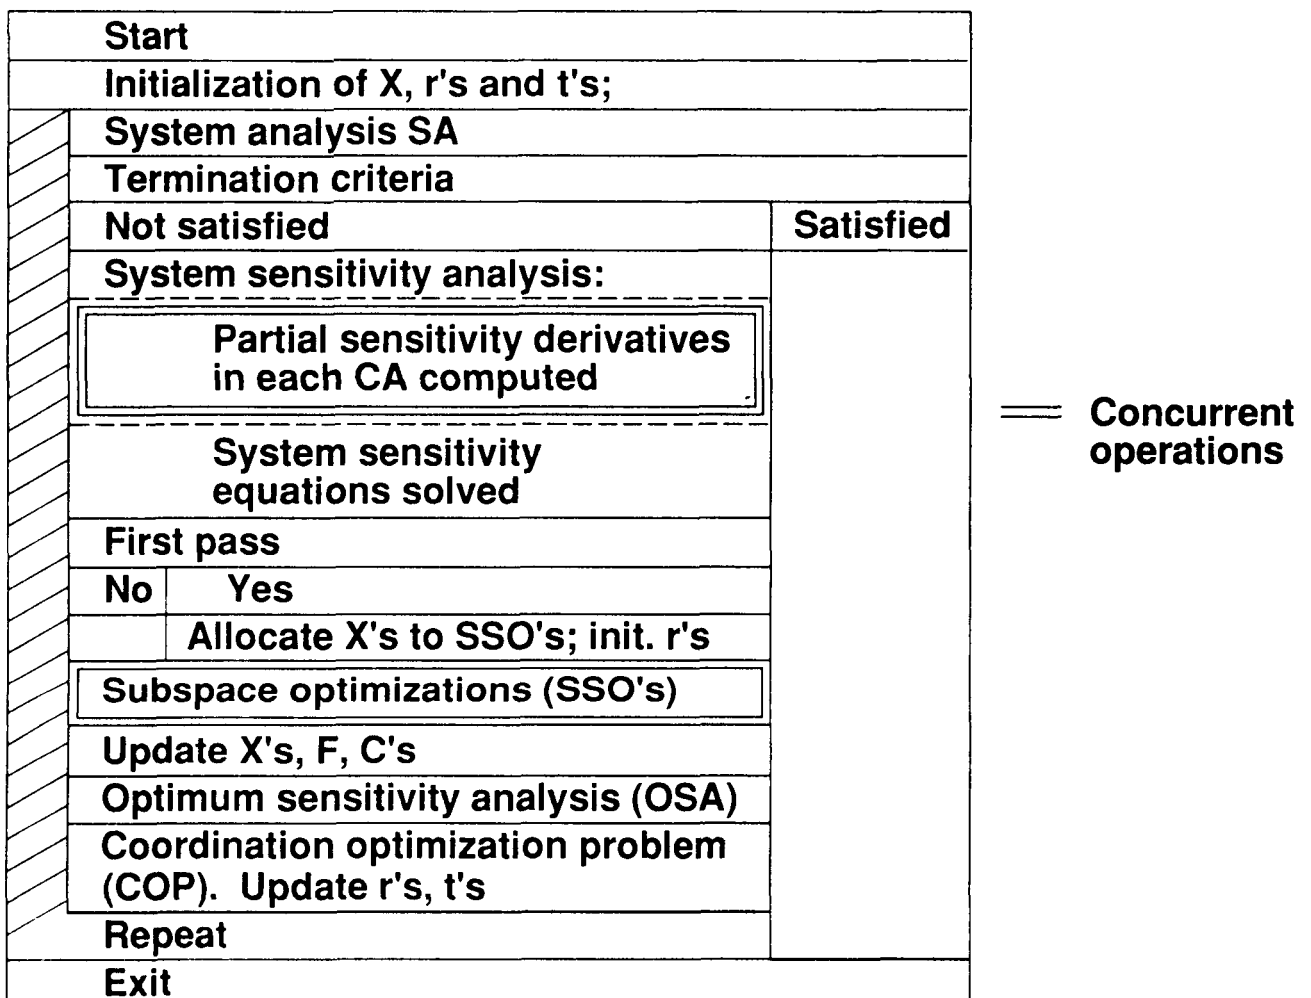 Start
Initialization of X, r's and t's;
System analysis SA
Termination criteria
Not satisfied
Satisfied
System sensitivity analysis:
Partial sensitivity derivatives
in each CA computed
Concurrent
operations
System sensitivity
equations solved
First pass
No
Yes
Allocate X's to SSO's; init. r's
Subspace optimizations (SSO's)
Update X's, F, C's
Optimum sensitivity analysis (OSA)
Coordination optimization problem
(COP). Update r's, t's
Repeat
Exit